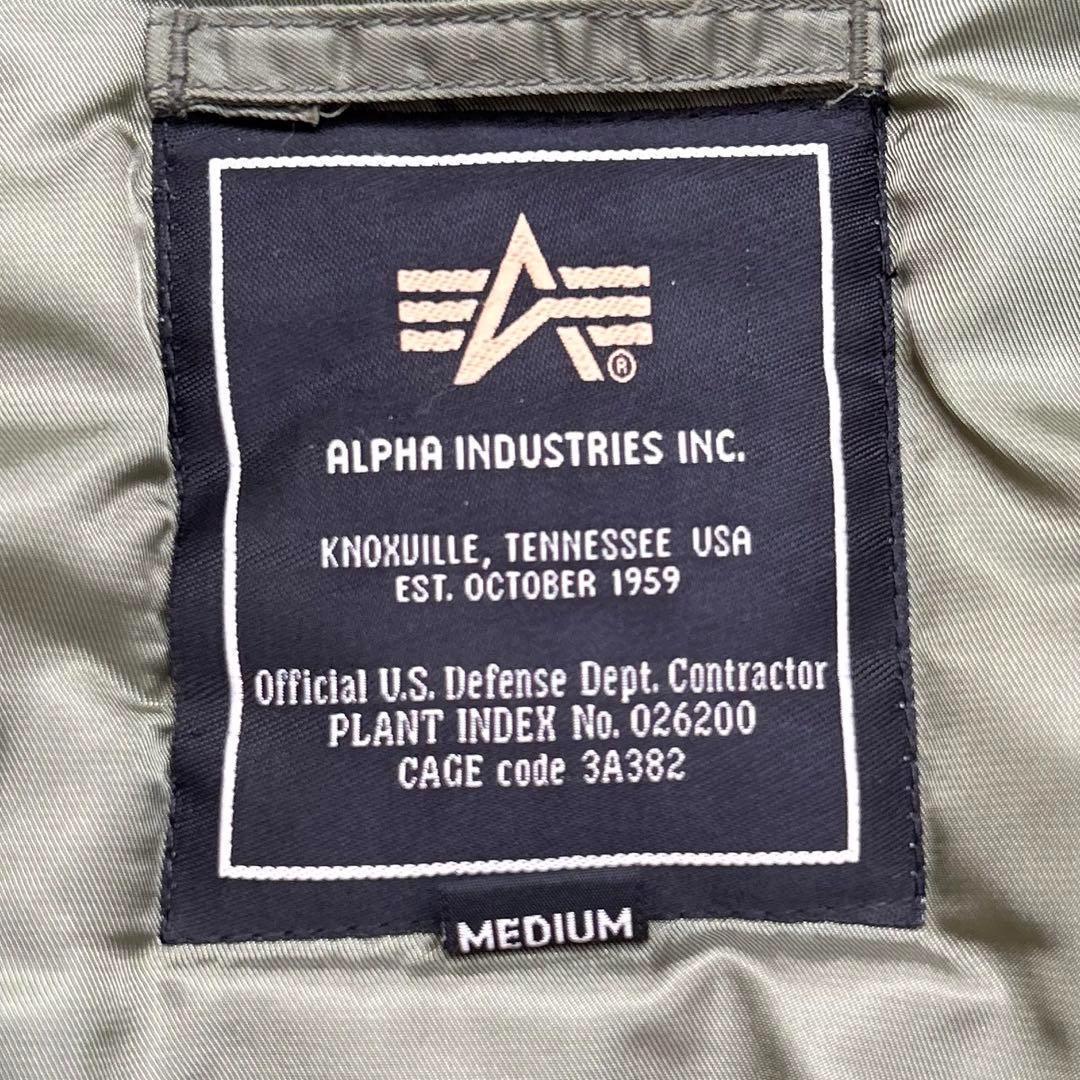 ®
ALPHA INDUSTRIES INC.
KNOXVILLE, TENNESSEE USA
EST. OCTOBER 1959
Official U.S. Defense Dept. Contractor
PLANT INDEX No. 026200
CAGE code 3A382
MEDIUM